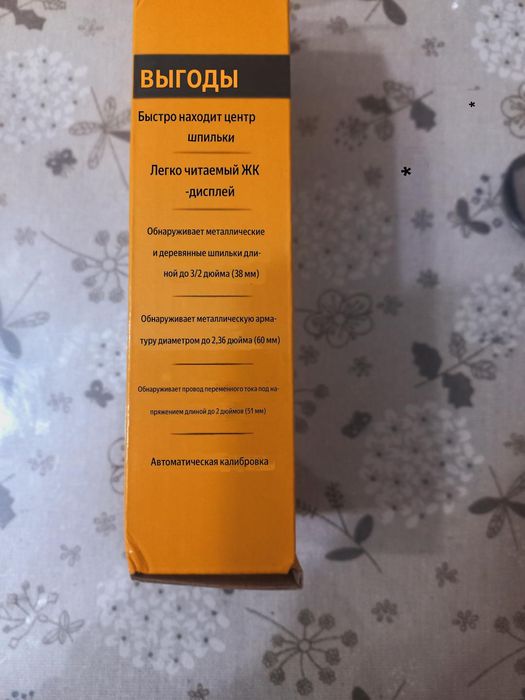 ВЫГОДЫ
Быстро находит центр
шпильки
Легко читаемый ЖК
-дисплей
Обнаруживает металлические
и деревянные шпильки дли-
ной до 3/2 дюйма (38 мм)
Обнаруживает металлическую арма-
туру диаметром до 2,36 дюйма (60 мм)
Обнаруживает провод переменного тока под на-
пряжением длиной до 2 дюймов (51 мм)
Автоматическая калибровка
*
*